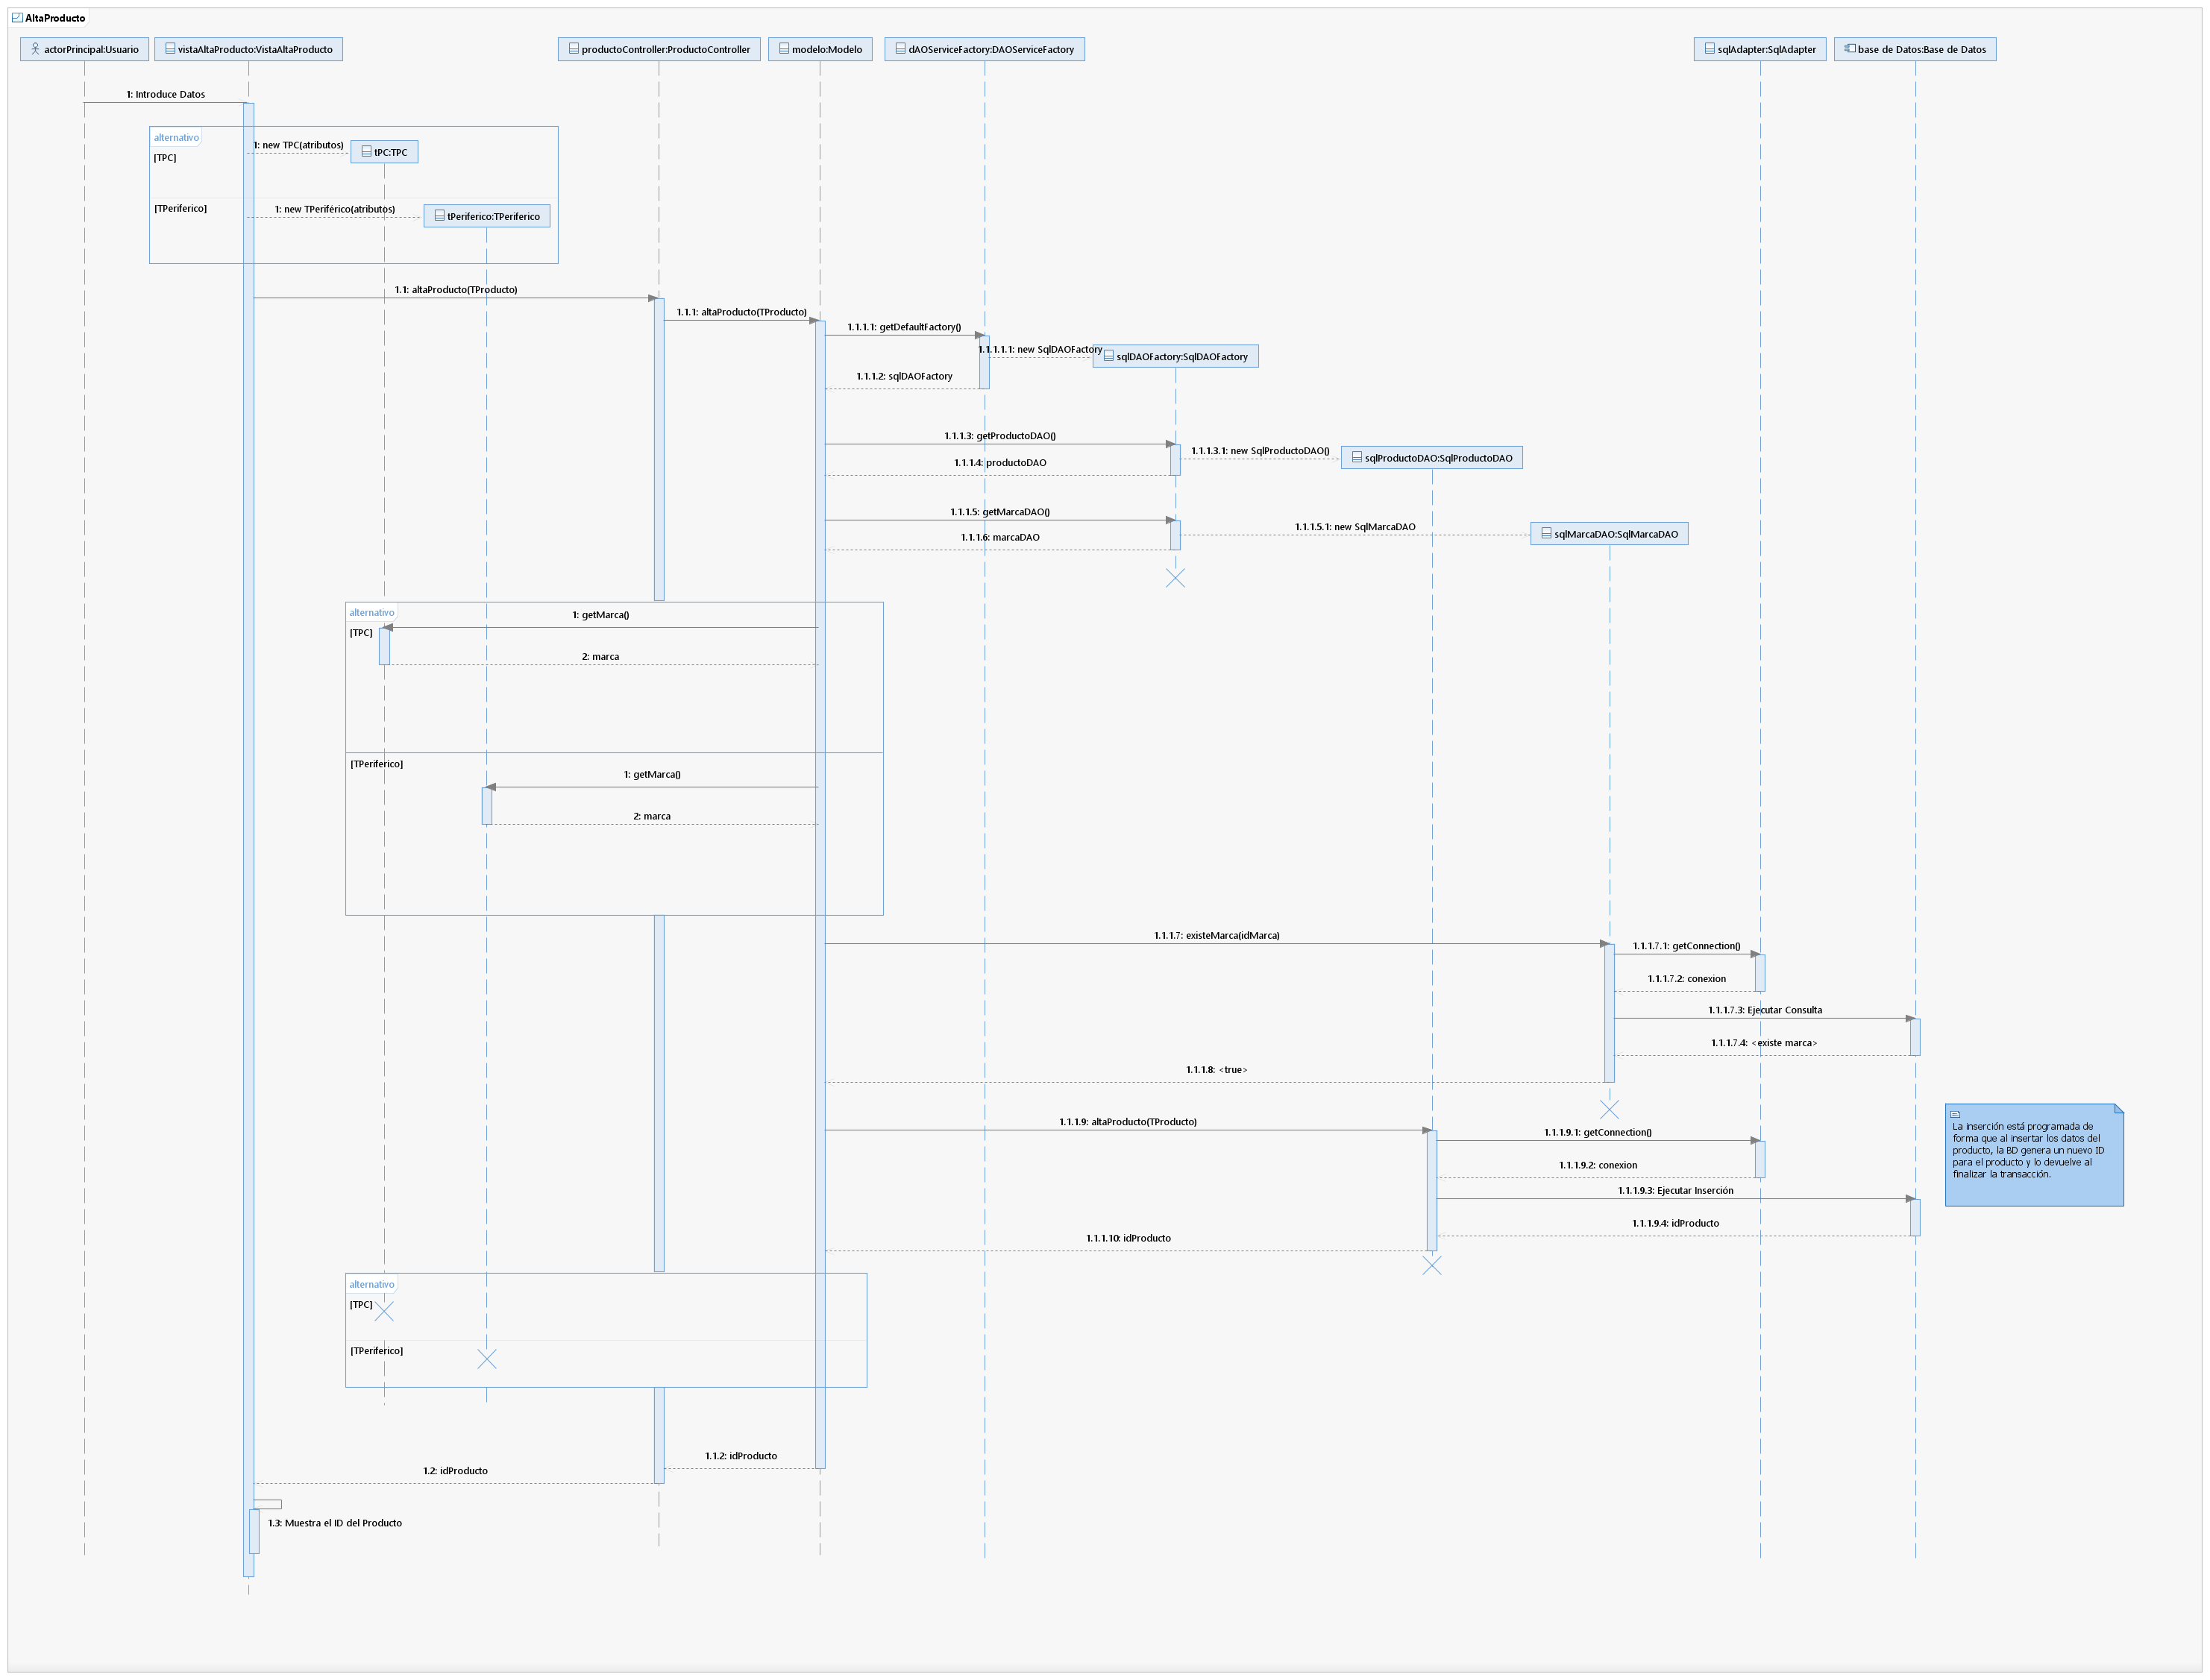 AltaProducto
actorPrincipal:Usuario
vistaAltaProducto:VistaAltaProducto
productoController:ProductoController
modelo:Modelo
dAOServiceFactory:DAOServiceFactory
sqlAdapter:SqlAdapter
base de Datos:Base de Datos
1: Introduce Datos
alternativo
1: new TPC(atributos)
tPC:TPC
[TPC]
[TPeriferico]
1: new TPeriférico(atributos)
tPeriferico:TPeriferico
1.1: altaProducto(TProducto)
1.1.1: altaProducto(TProducto)
1.1.1.1: getDefaultFactory()
1.1.1.1.1: new SqlDAOFactory
sqlDAOFactory:SqlDAOFactory
1.1.1.2: sqlDAOFactory
1.1.1.3: getProductoDAO()
1.1.1.3.1: new SqlProductoDAO()
sqlProductoDAO:SqlProductoDAO
1.1.1.4: productoDAO
1.1.1.5: getMarcaDAO()
1.1.1.5.1: new SqlMarcaDAO
sqlMarcaDAO:SqlMarcaDAO
1.1.1.6: marcaDAO
alternativo
1: getMarca()
[TPC]
2: marca
[TPeriferico]
1: getMarca()
2: marca
1.1.1.7: existeMarca(idMarca)
1.1.1.7.1: getConnection()
1.1.1.7.2: conexion
1.1.1.7.3: Ejecutar Consulta
1.1.1.7.4: <existe marca>
1.1.1.8: <true>
1.1.1.9: altaProducto(TProducto)
1.1.1.9.1: getConnection()
La inserción está programada de
forma que al insertar los datos del
producto, la BD genera un nuevo ID
para el producto y lo devuelve al
finalizar la transacción.
1.1.1.9.2: conexion
1.1.1.9.3: Ejecutar Inserción
1.1.1.9.4: idProducto
1.1.1.10: idProducto
alternativo
[TPC]
[TPeriferico]
1.1.2: idProducto
1.2: idProducto
1.3: Muestra el ID del Producto